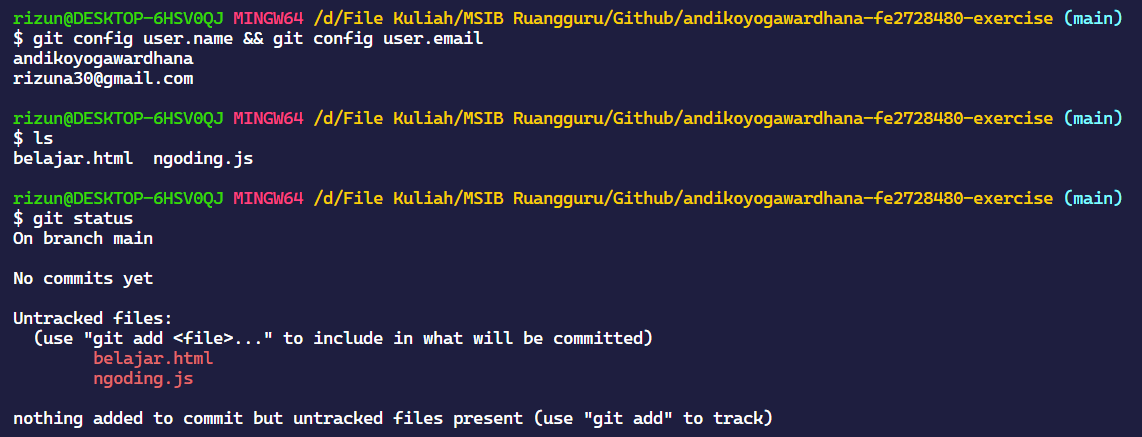 rizun@DESKTOP-6HSV0QJ MINGW64 /d/File Kuliah/MSIB Ruangguru/Github/andikoyogawardhana-fe2728480-exercise (main)
$ git config user.name && git config user.email
andikoyogawardhana
rizuna30@gmail.com
rizun@DESKTOP-6HSV0QJ MINGW64 /d/File Kuliah/MSIB Ruangguru/Github/andikoyogawardhana-fe2728480-exercise (main)
$ ls
belajar.html  ngoding.js
rizun@DESKTOP-6HSV0QJ MINGW64 /d/File Kuliah/MSIB Ruangguru/Github/andikoyogawardhana-fe2728480-exercise (main)
$ git status
On branch main
No commits yet
Untracked files:
  (use "git add <file>..." to include in what will be committed)
        belajar.html
        ngoding.js
nothing added to commit but untracked files present (use "git add" to track)